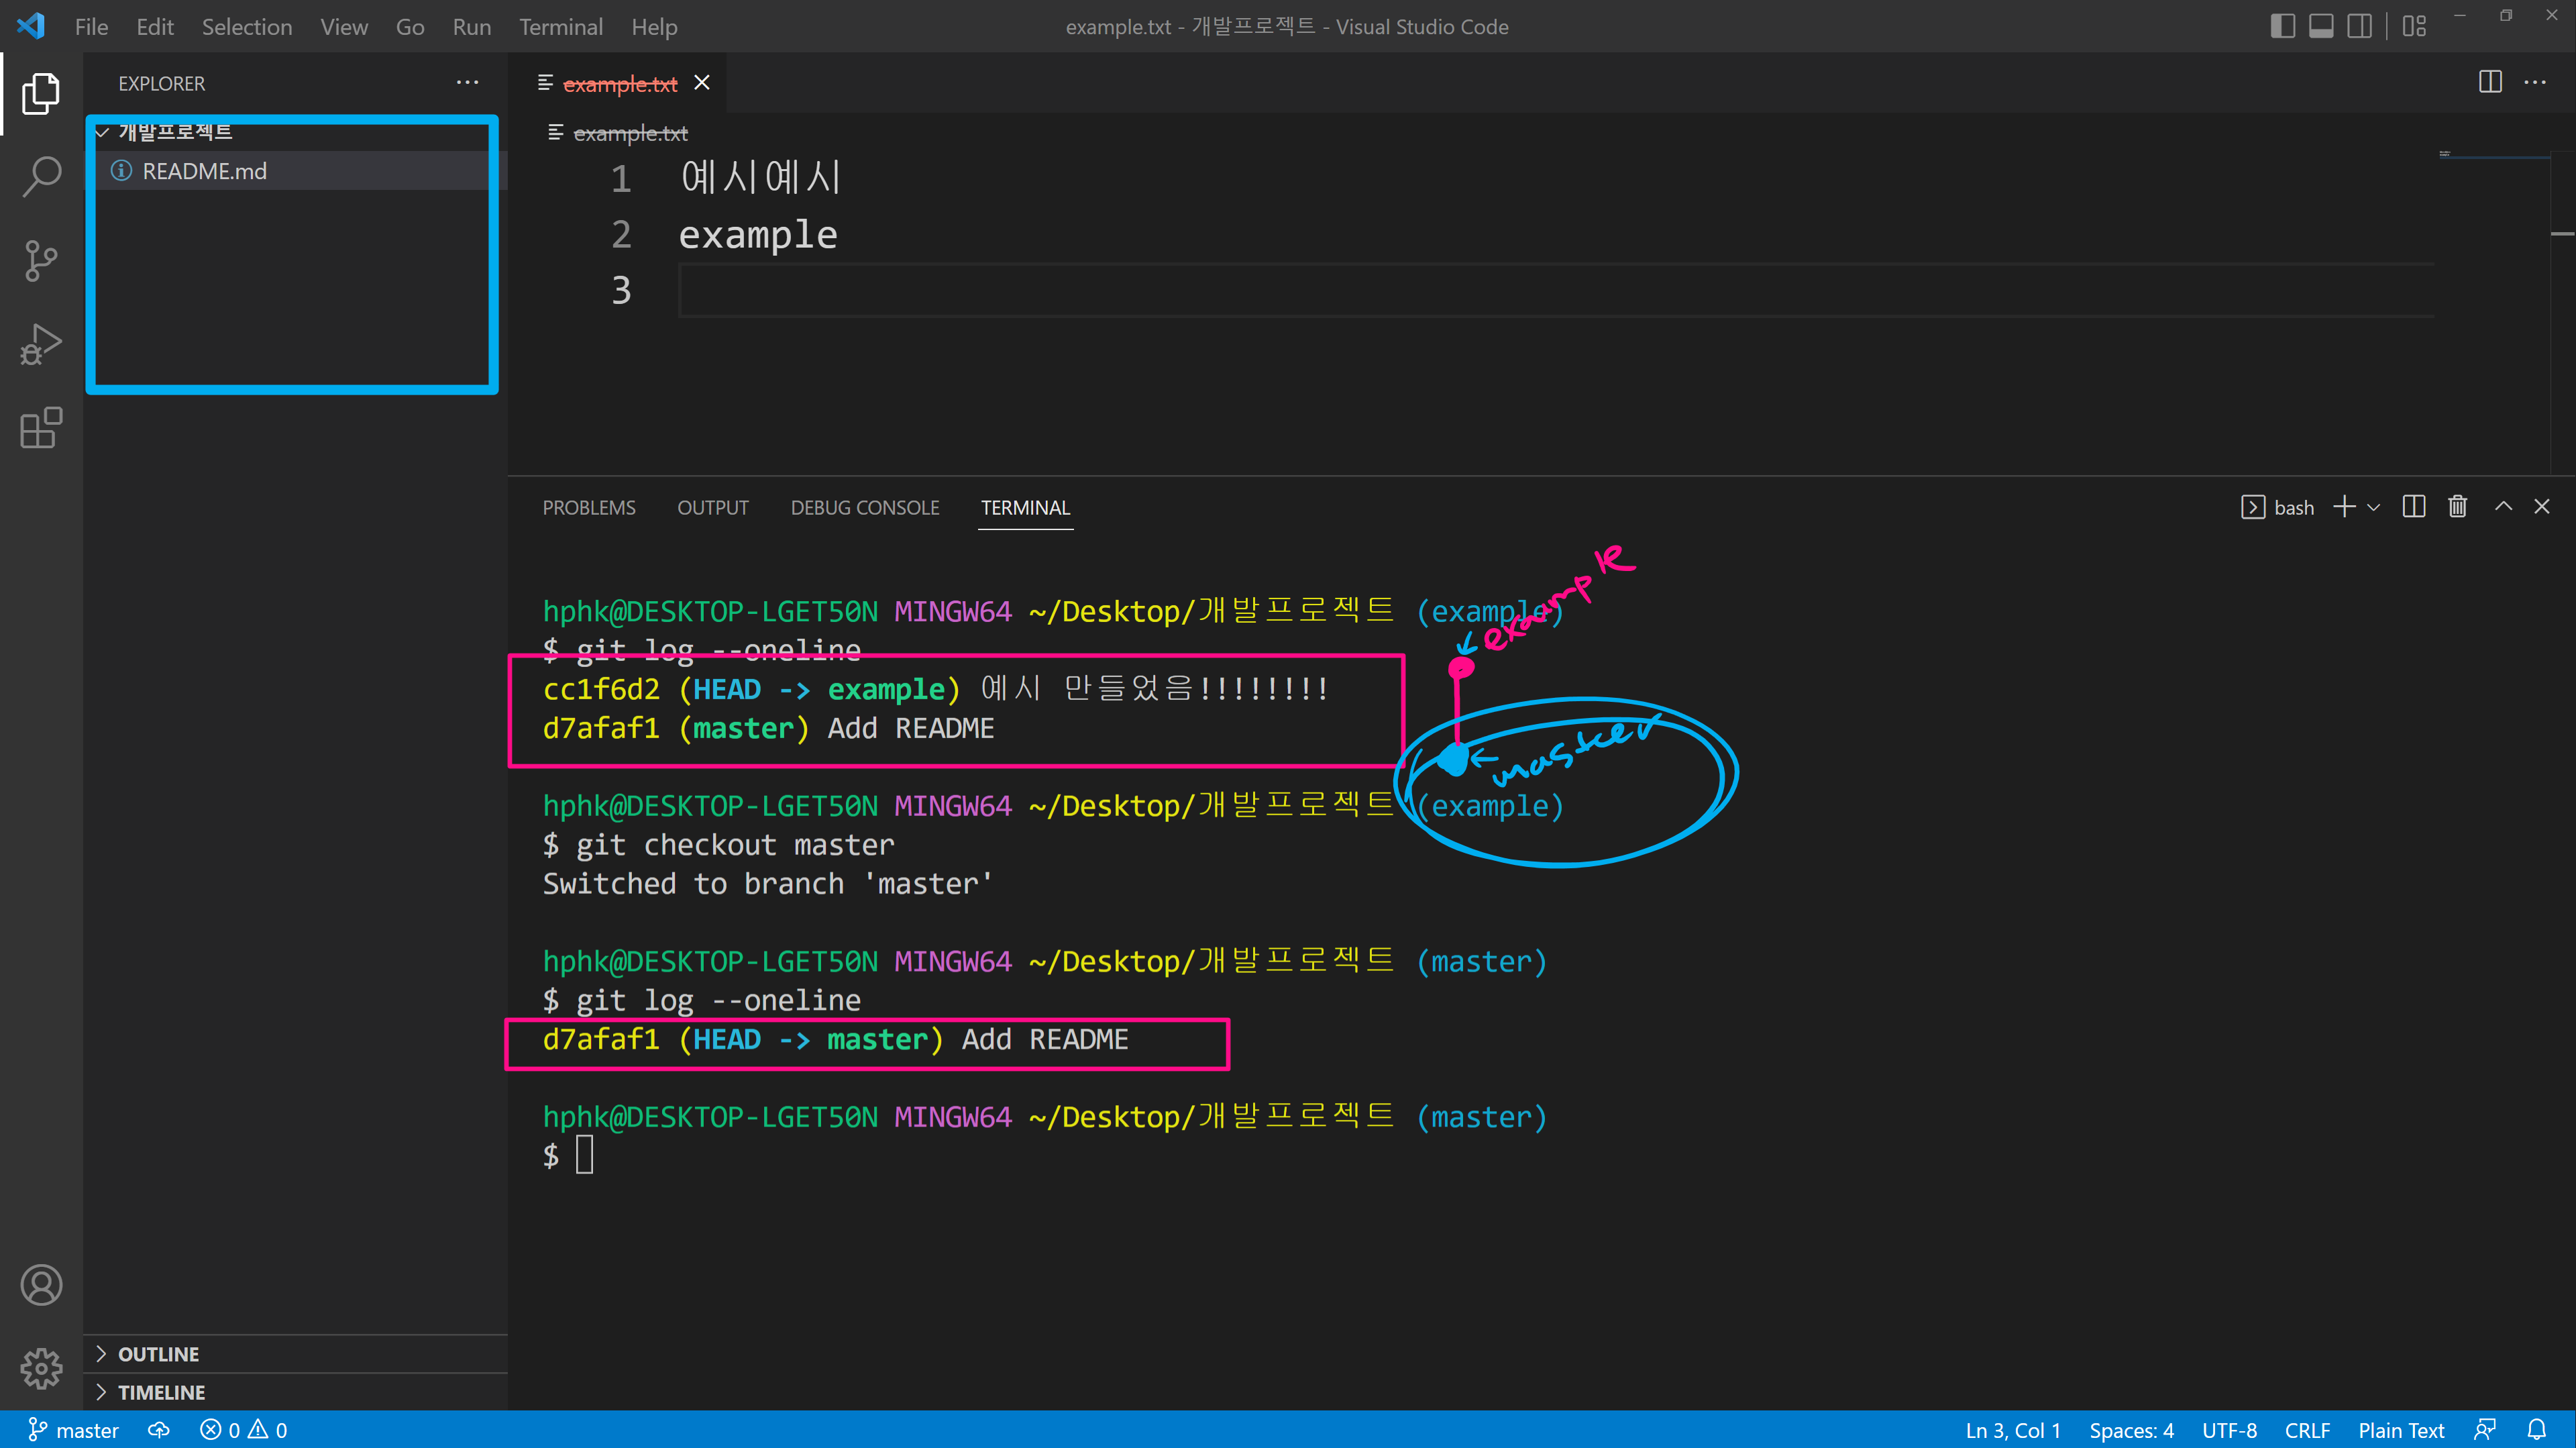 File Edit Selection View Go Run Terminal Help
example.txt - 개발프로젝트 - Visual Studio Code
EXPLORER
개발프로젝트
README.md
example.txt
example.txt
1 예시예시
2 example
3
PROBLEMS OUTPUT DEBUG CONSOLE TERMINAL
bash
example
hphk@DESKTOP-LGET50N MINGW64 ~/Desktop/개발프로젝트 (example)
$ git log --oneline
cc1f6d2 (HEAD -> example) 예시 만들었음!!!!!!!!
d7afaf1 (master) Add README
master
hphk@DESKTOP-LGET50N MINGW64 ~/Desktop/개발프로젝트 (example)
$ git checkout master
Switched to branch 'master'
hphk@DESKTOP-LGET50N MINGW64 ~/Desktop/개발프로젝트 (master)
$ git log --oneline
d7afaf1 (HEAD -> master) Add README
hphk@DESKTOP-LGET50N MINGW64 ~/Desktop/개발프로젝트 (master)
$
OUTLINE
TIMELINE
master 0 0
Ln 3, Col 1 Spaces: 4 UTF-8 CRLF Plain Text